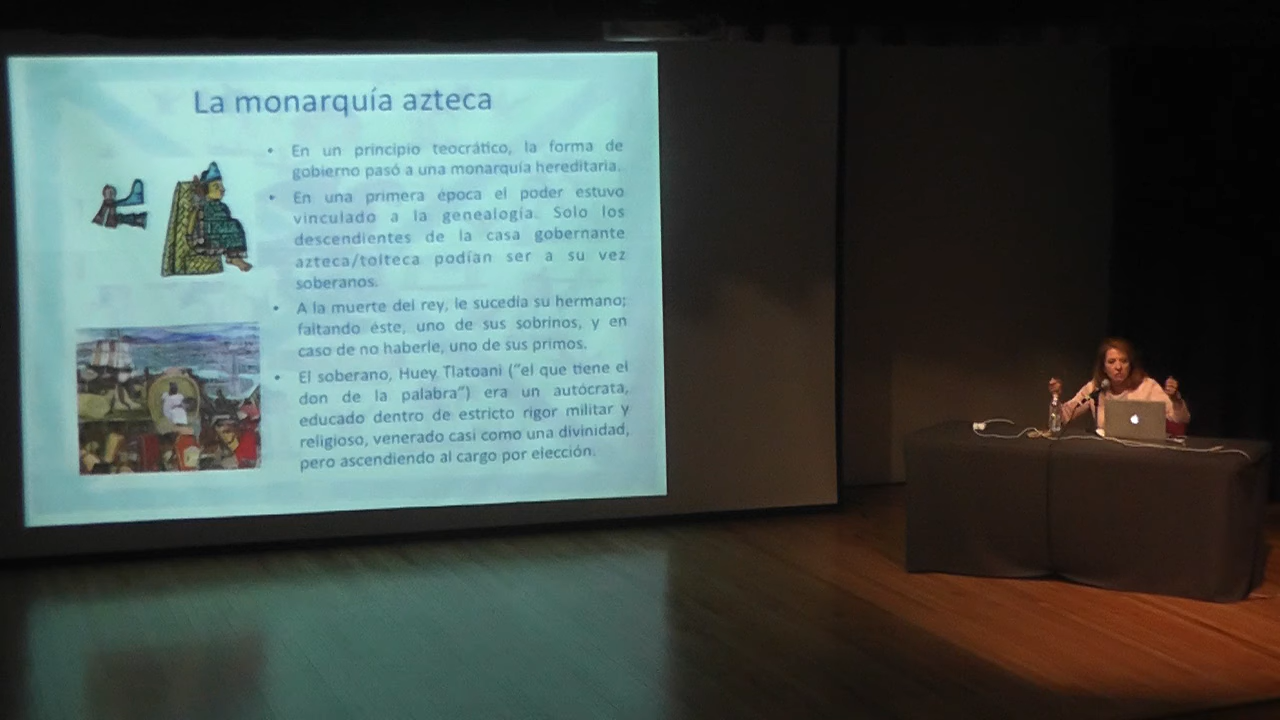 La monarquía azteca
• En un principio teocrático, la forma de
gobierno pasó a una monarquía hereditaria.
• En una primera época el poder estuvo
vinculado a la genealogía. Solo los
descendientes de la casa gobernante
azteca/tolteca podían ser a su vez
soberanos.
• A la muerte del rey, le sucedía su hermano;
faltando éste, uno de sus sobrinos, y en
caso de no haberle, uno de sus primos.
• El soberano, Huey Tlatoani ("el que tiene el
don de la palabra") era un autócrata,
educado dentro de estricto rigor militar y
religioso, venerado casi como una divinidad,
pero ascendiendo al cargo por elección.